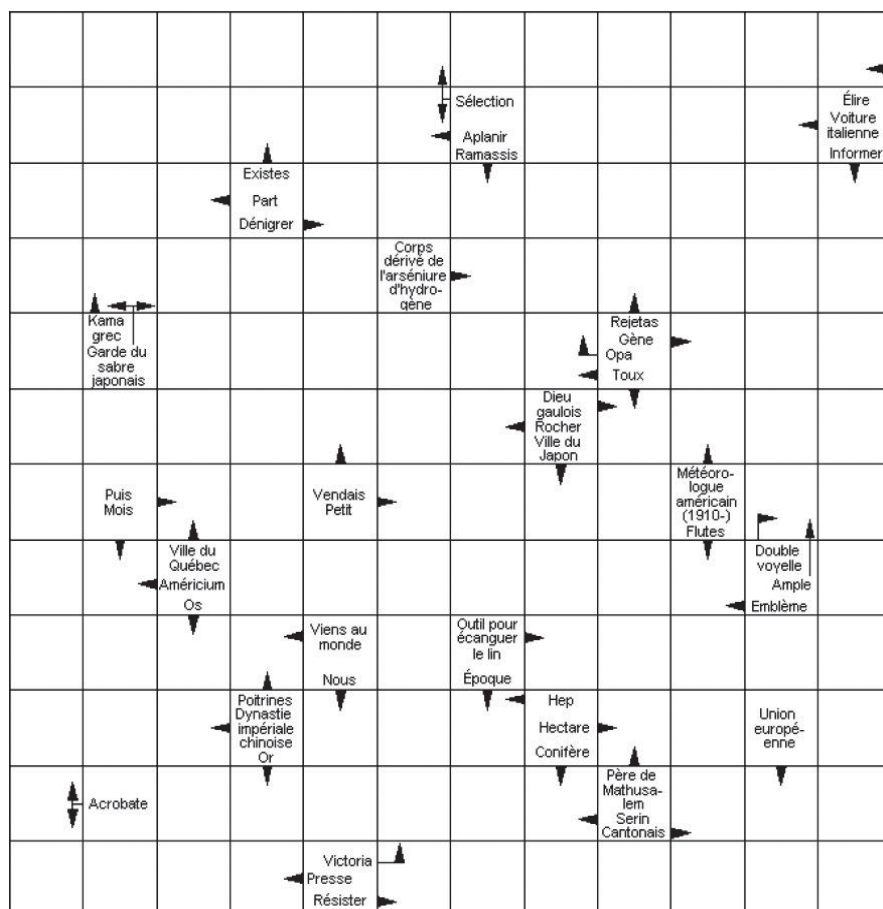 Sélection
Aplanir
Ramassis
Élire
Voiture
italienne
Informer
Existes
Part
Dénigrer
Corps
dérivé de
l'arséniure
d'hydro-
gène
Kama
grec
Garde du
sabre
japonais
Rejetas
Gène
Opa
Toux
Dieu
gaulois
Rocher
Ville du
Japon
Puis
Mois
Vendais
Petit
Météoro-
logue
américain
(1910-)
Flutes
Ville du
Québec
Américium
Os
Double
voyelle
Ample
Emblème
Viens au
monde
Nous
Outil pour
écanguer
le lin
Époque
Poitrines
Dynastie
impériale
chinoise
Or
Hep
Hectare
Conifère
Union
europé-
enne
Acrobate
Père de
Mathusa-
lem
Serin
Cantonais
Victoria
Presse
Résister